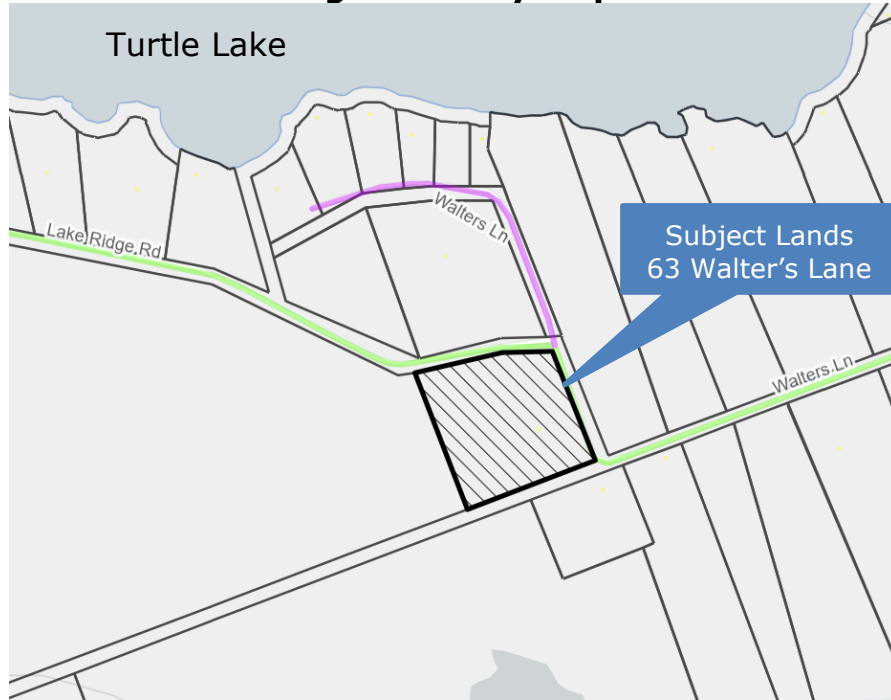 Turtle Lake
Walters Ln
Lake Ridge Rd
Subject Lands
63 Walter’s Lane
Walters Ln